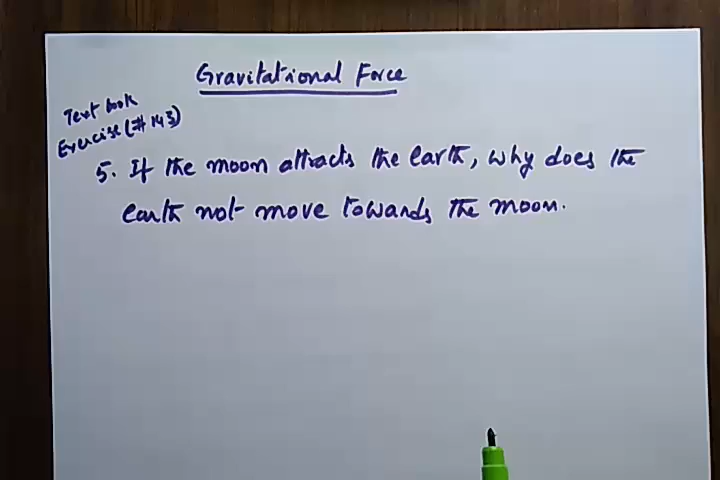 Gravitational Force
Text book
Exercise (# 143)
5. If the moon attracts the earth, why does the
earth not move towards the moon.